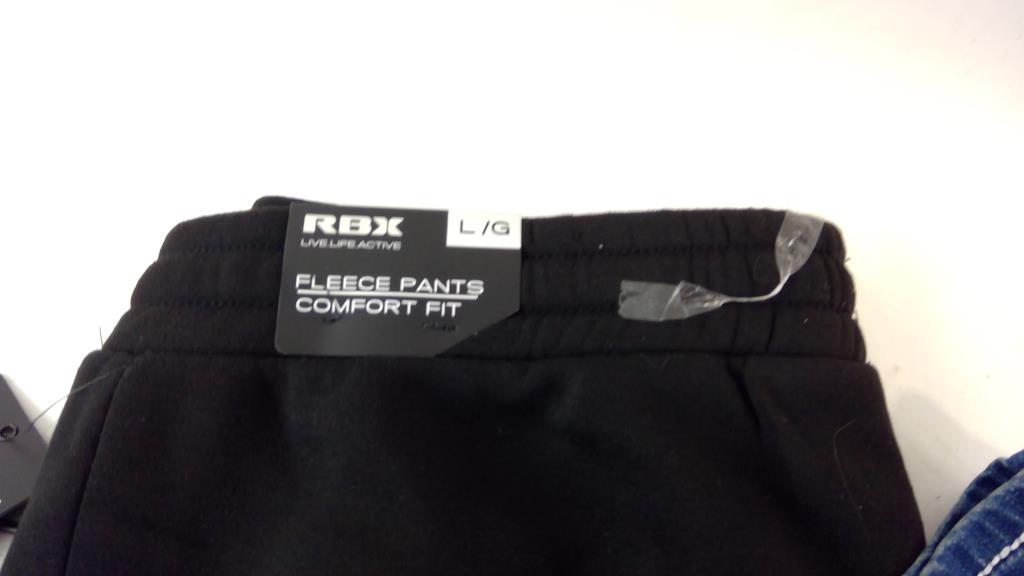 RBX
LIVE.LIFE.ACTIVE
L/G
FLEECE PANTS
COMFORT FIT